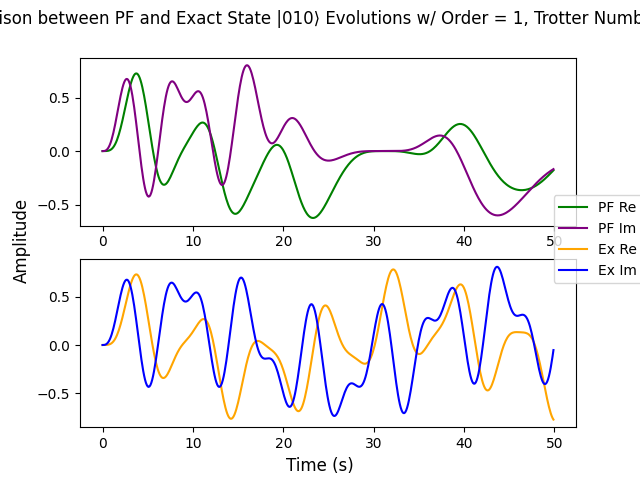 ison between PF and Exact State |010⟩ Evolutions w/ Order = 1, Trotter Numb
0.5
0.0
−0.5
0 10 20 30 40 50
PF Re
PF Im
Ex Re
Ex Im
Amplitude
0.5
0.0
−0.5
0 10 20 30 40 50
Time (s)